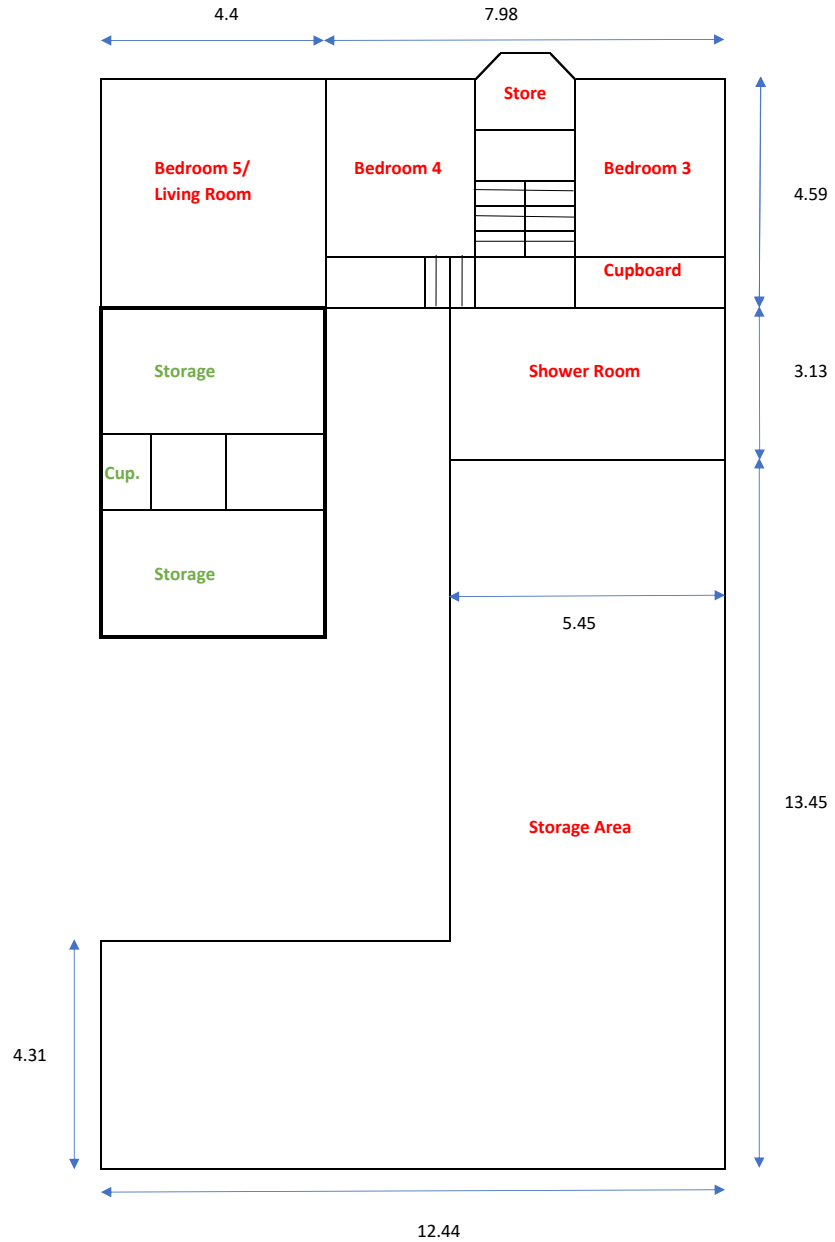 4.4
7.98
Store
Bedroom 5/
Living Room
Bedroom 4
Bedroom 3
4.59
Cupboard
Storage
Shower Room
3.13
Cup.
Storage
5.45
13.45
Storage Area
4.31
12.44